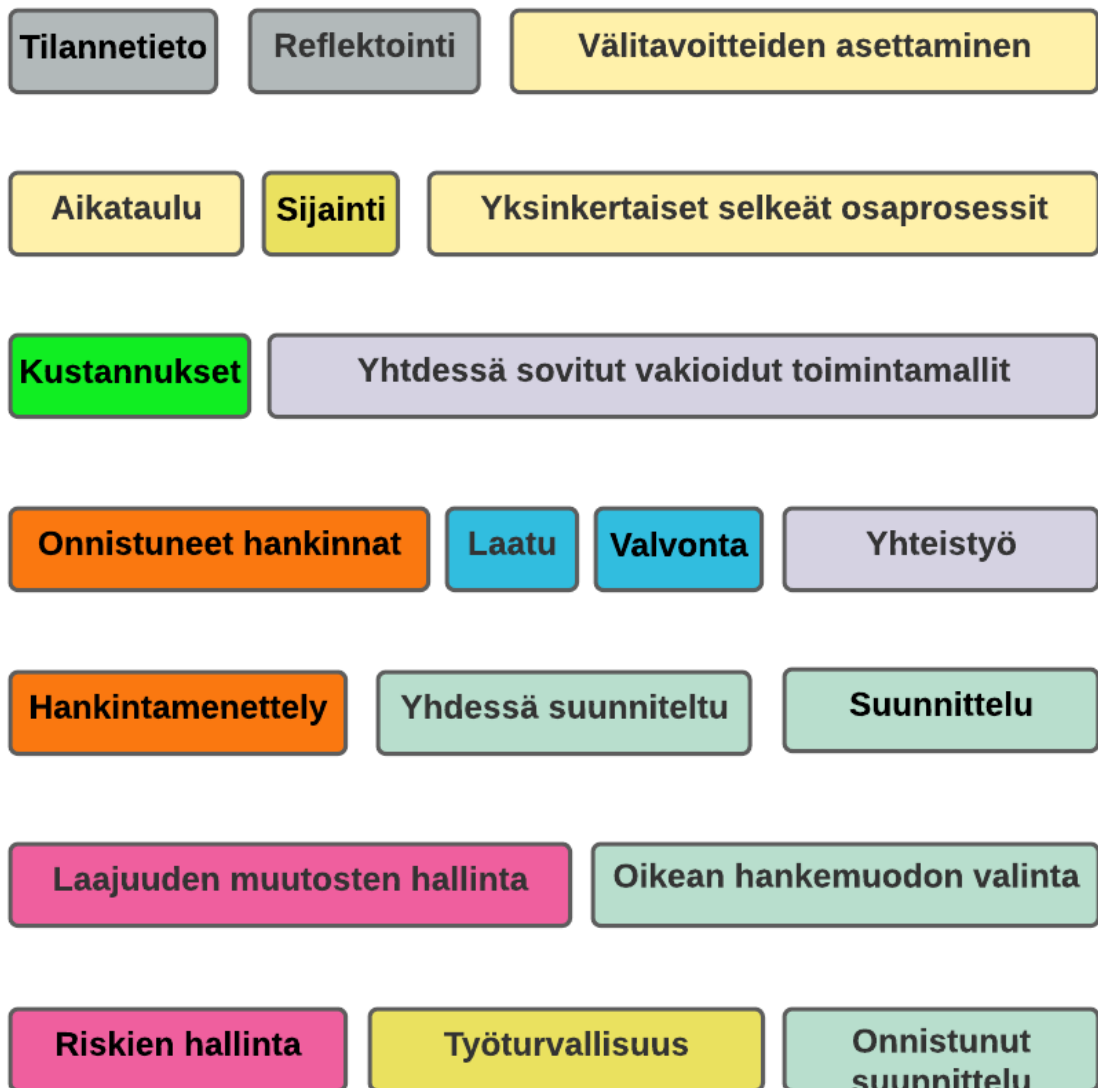 Tilannetieto Reflektointi Välitavoitteiden asettaminen
Aikataulu Sijainti Yksinkertaiset selkeät osaprosessit
Kustannukset Yhtdessä sovitut vakioidut toimintamallit
Onnistuneet hankinnat Laatu Valvonta Yhteistyö
Hankintamenettely Yhdessä suunniteltu Suunnittelu
Laajuuden muutosten hallinta Oikean hankemuodon valinta
Riskien hallinta Työturvallisuus Onnistunut
suunnittelu